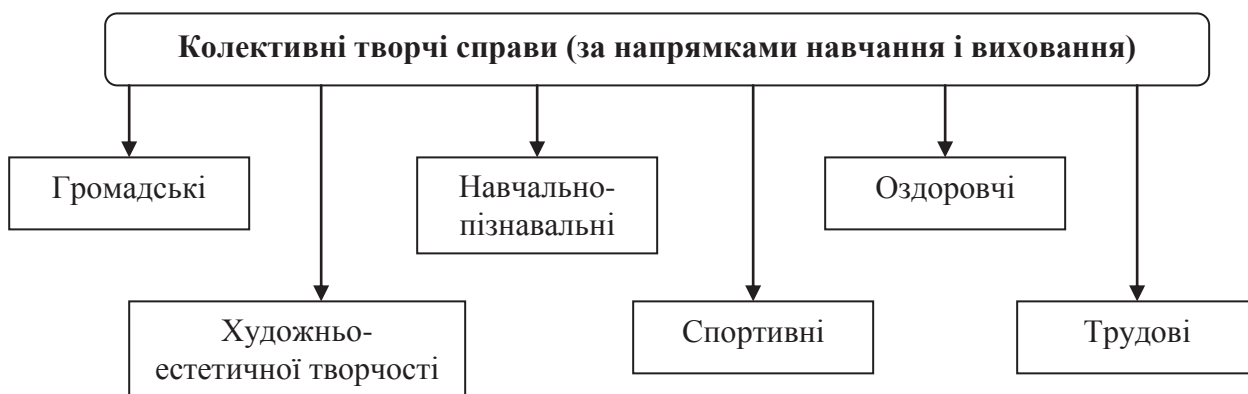 Колективні творчі справи (за напрямками навчання і виховання)
Громадські
Навчально-
пізнавальні
Оздоровчі
Художньо-
естетичної творчості
Спортивні
Трудові